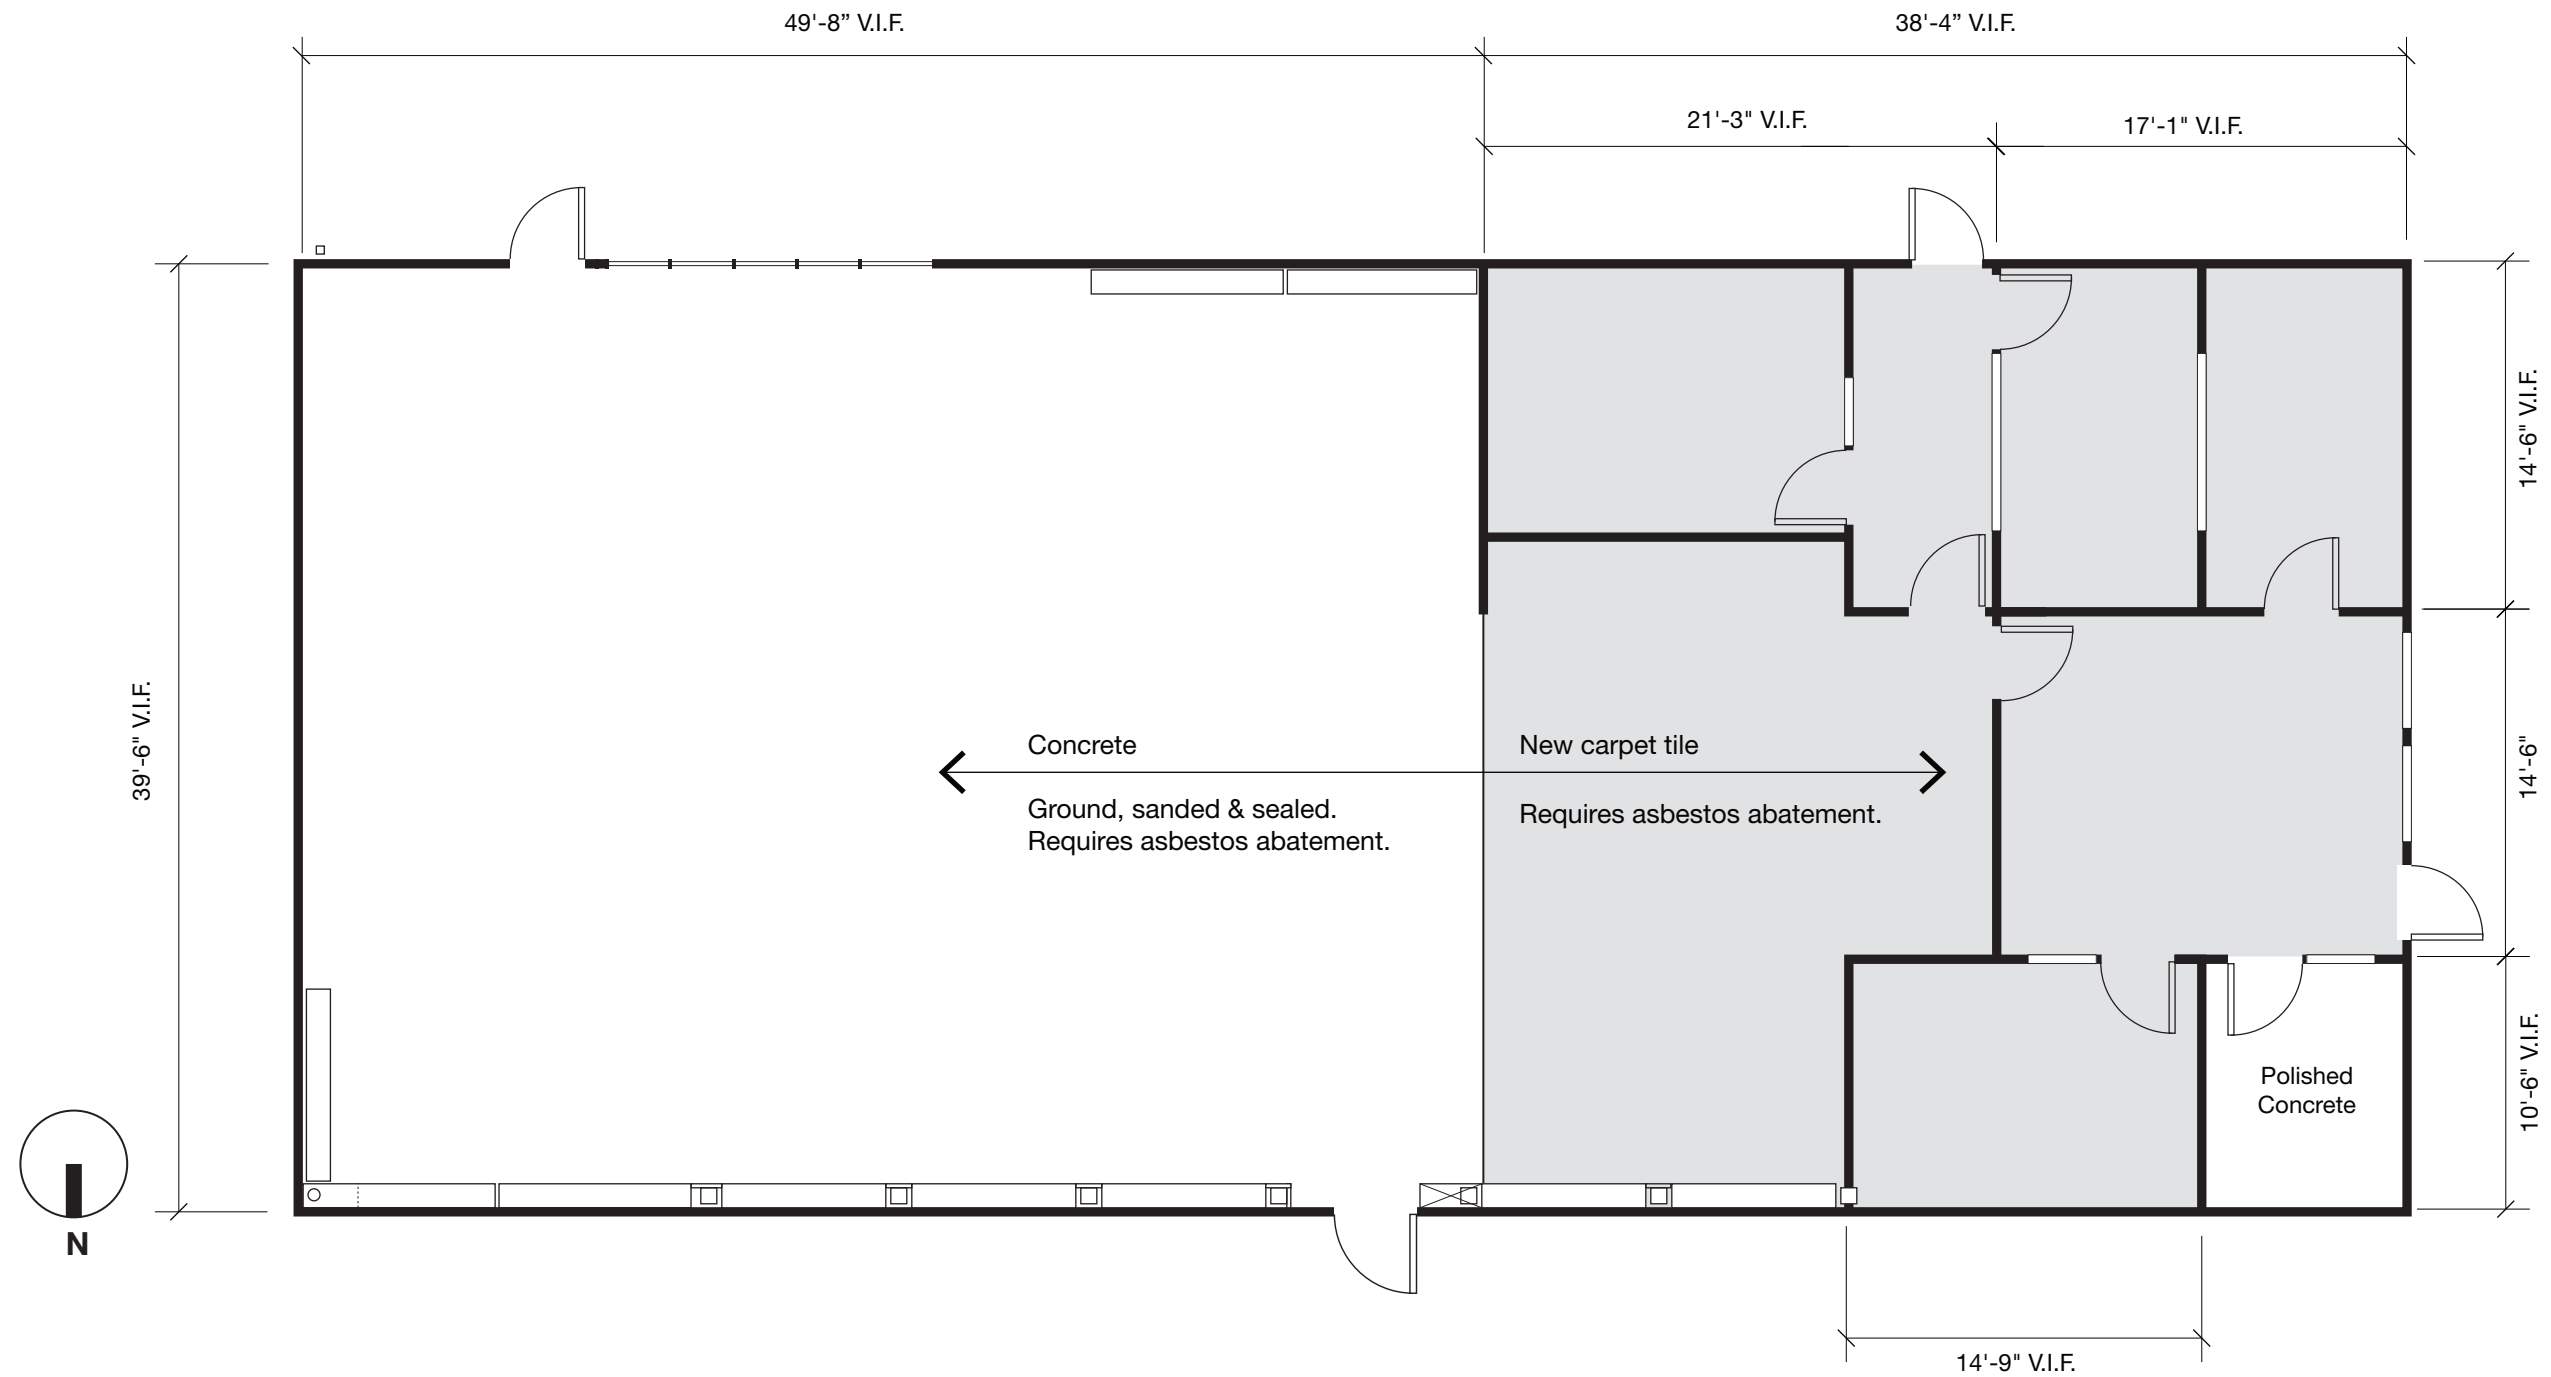 49'-8” V.I.F.
38'-4” V.I.F.
21'-3" V.I.F.
17'-1" V.I.F.
14'-6" V.I.F.
39'-6" V.I.F.
Concrete
New carpet tile
14'-6"
Ground, sanded & sealed.
Requires asbestos abatement.
Requires asbestos abatement.
10'-6" V.I.F.
Polished
Concrete
N
14'-9" V.I.F.